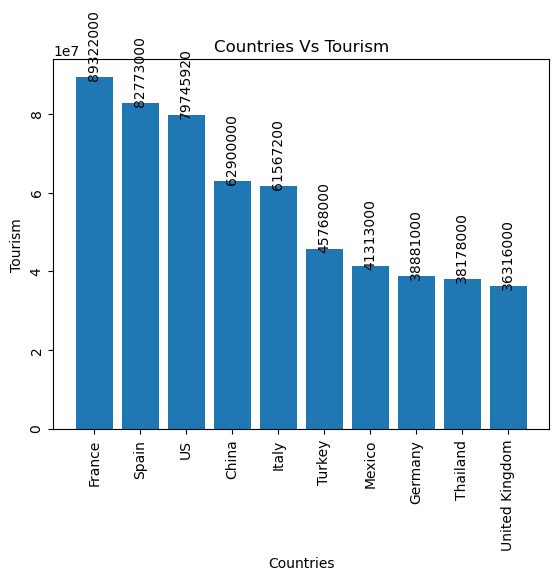 Countries Vs Tourism
1e7
89322000
82773000
79745920
62900000
61567200
45768000
41313000
38881000
38178000
36316000
Tourism
8
6
4
2
0
France
Spain
US
China
Italy
Turkey
Mexico
Germany
Thailand
United Kingdom
Countries